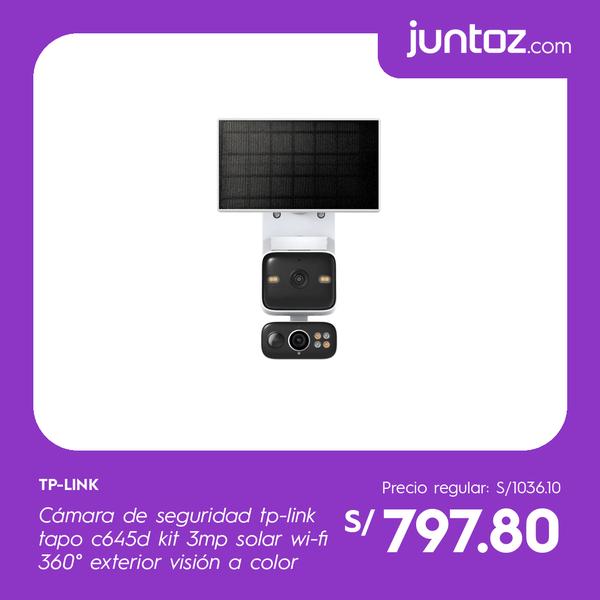 juntoz.com
TP-LINK
Cámara de seguridad tp-link
tapo c645d kit 3mp solar wi-fi
360° exterior visión a color
Precio regular: S/1036.10
S/ 797.80